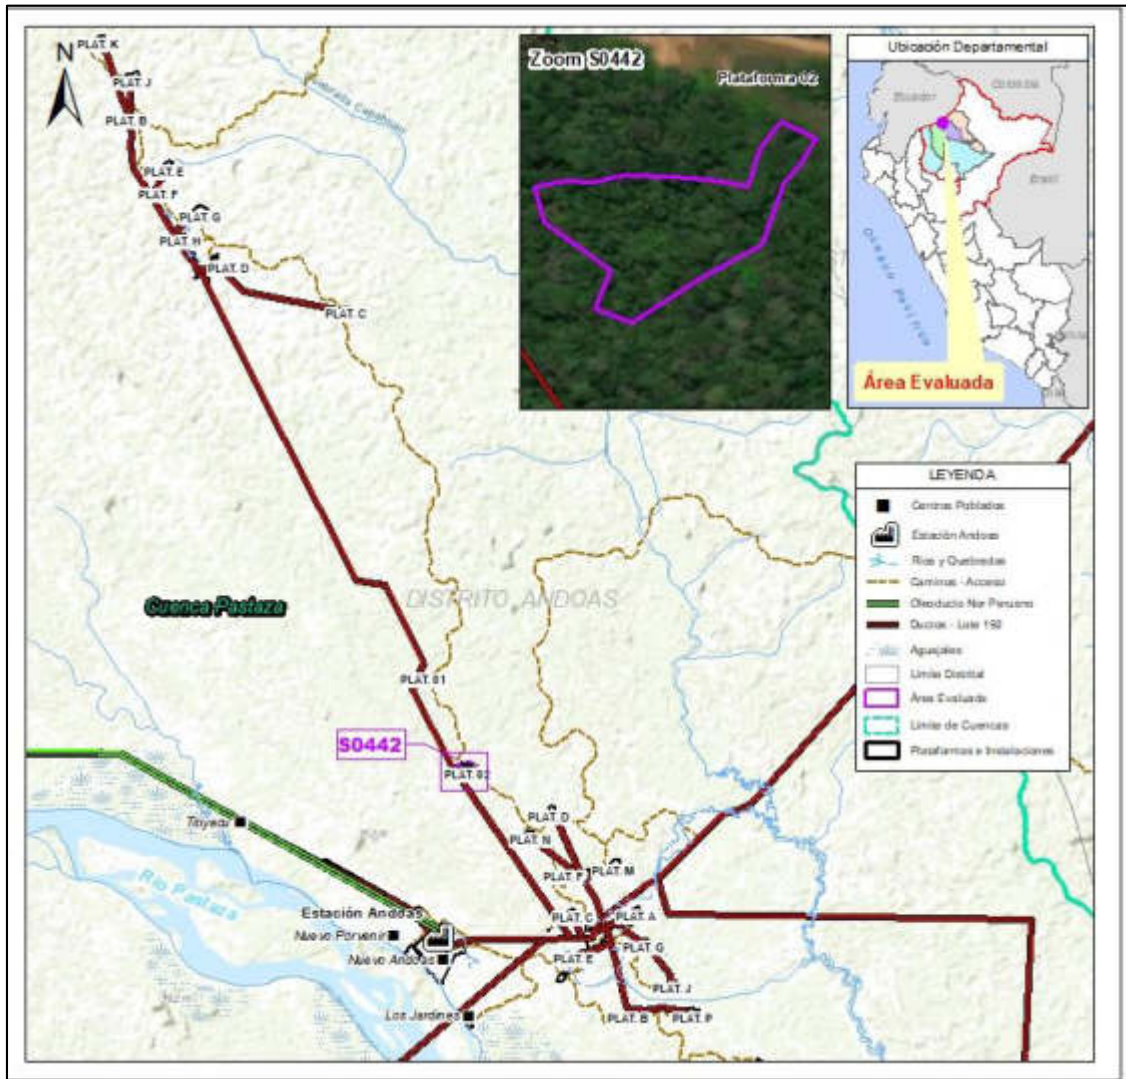 N
PLAT. K
PLAT. J
PLAT. B
PLAT. E
PLAT. F
PLAT. G
PLAT. H
PLAT. D
PLAT. C
Zoom S0442
Plataforma 02
Ubicación Departamental
Ecuador
Colombia
Brasil
Océano Pacífico
Área Evaluada
LEYENDA
Centros Poblados
Estación Andoas
Ríos y Quebradas
Caminos - Acceso
Oleoducto Nor Peruano
Ductos - Lote 192
Aguajales
Límite Distrital
Área Evaluada
Límite de Cuencas
Plataformas e Instalaciones
Cuenca Pastaza
DISTRITO ANDOAS
PLAT. 01
S0442
PLAT. 02
PLAT. D
PLAT. N
PLAT. F
PLAT. M
Río Pastaza
Estación Andoas
PLAT. C
PLAT. A
Nuevo Porvenir
Nuevo Andoas
PLAT. E
PLAT. G
PLAT. J
Los Jardines
PLAT. B
PLAT. P